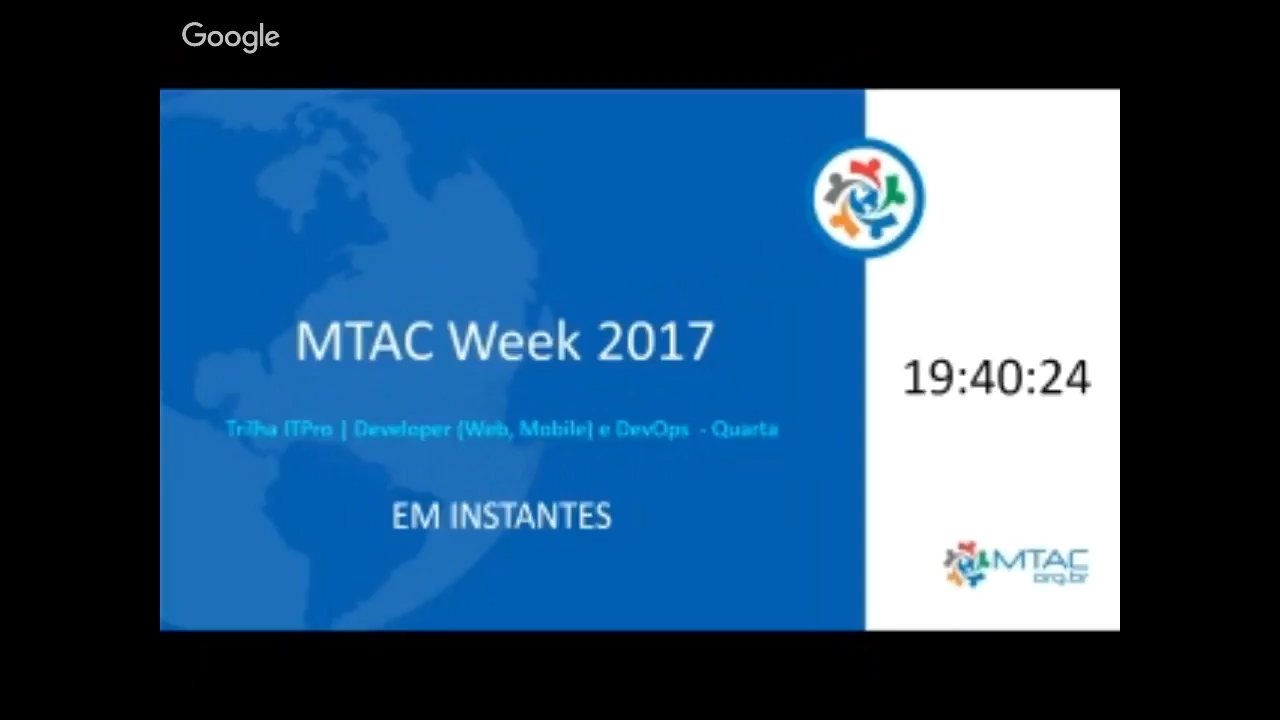 Google
MTAC Week 2017
19:40:24
Trilha ITPro | Developer (Web, Mobile) e DevOps - Quarta
EM INSTANTES
MTAC
org.br